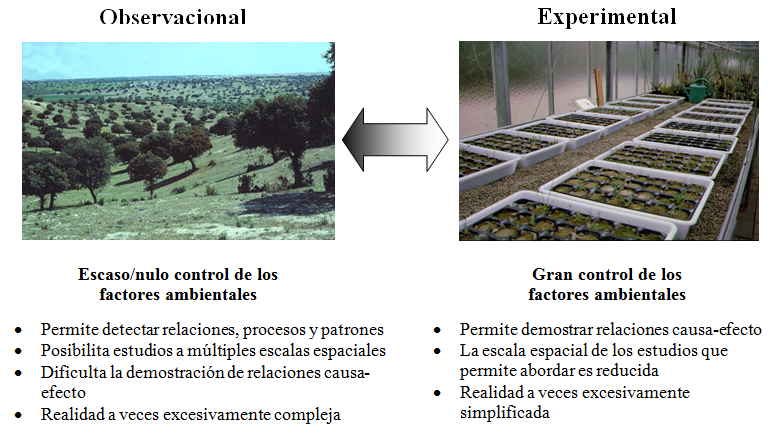 Observacional
Experimental
Escaso/nulo control de los
factores ambientales
• Permite detectar relaciones, procesos y patrones
• Posibilita estudios a múltiples escalas espaciales
• Dificulta la demostración de relaciones causa-
efecto
• Realidad a veces excesivamente compleja
Gran control de los
factores ambientales
• Permite demostrar relaciones causa-efecto
• La escala espacial de los estudios que
permite abordar es reducida
• Realidad a veces excesivamente
simplificada